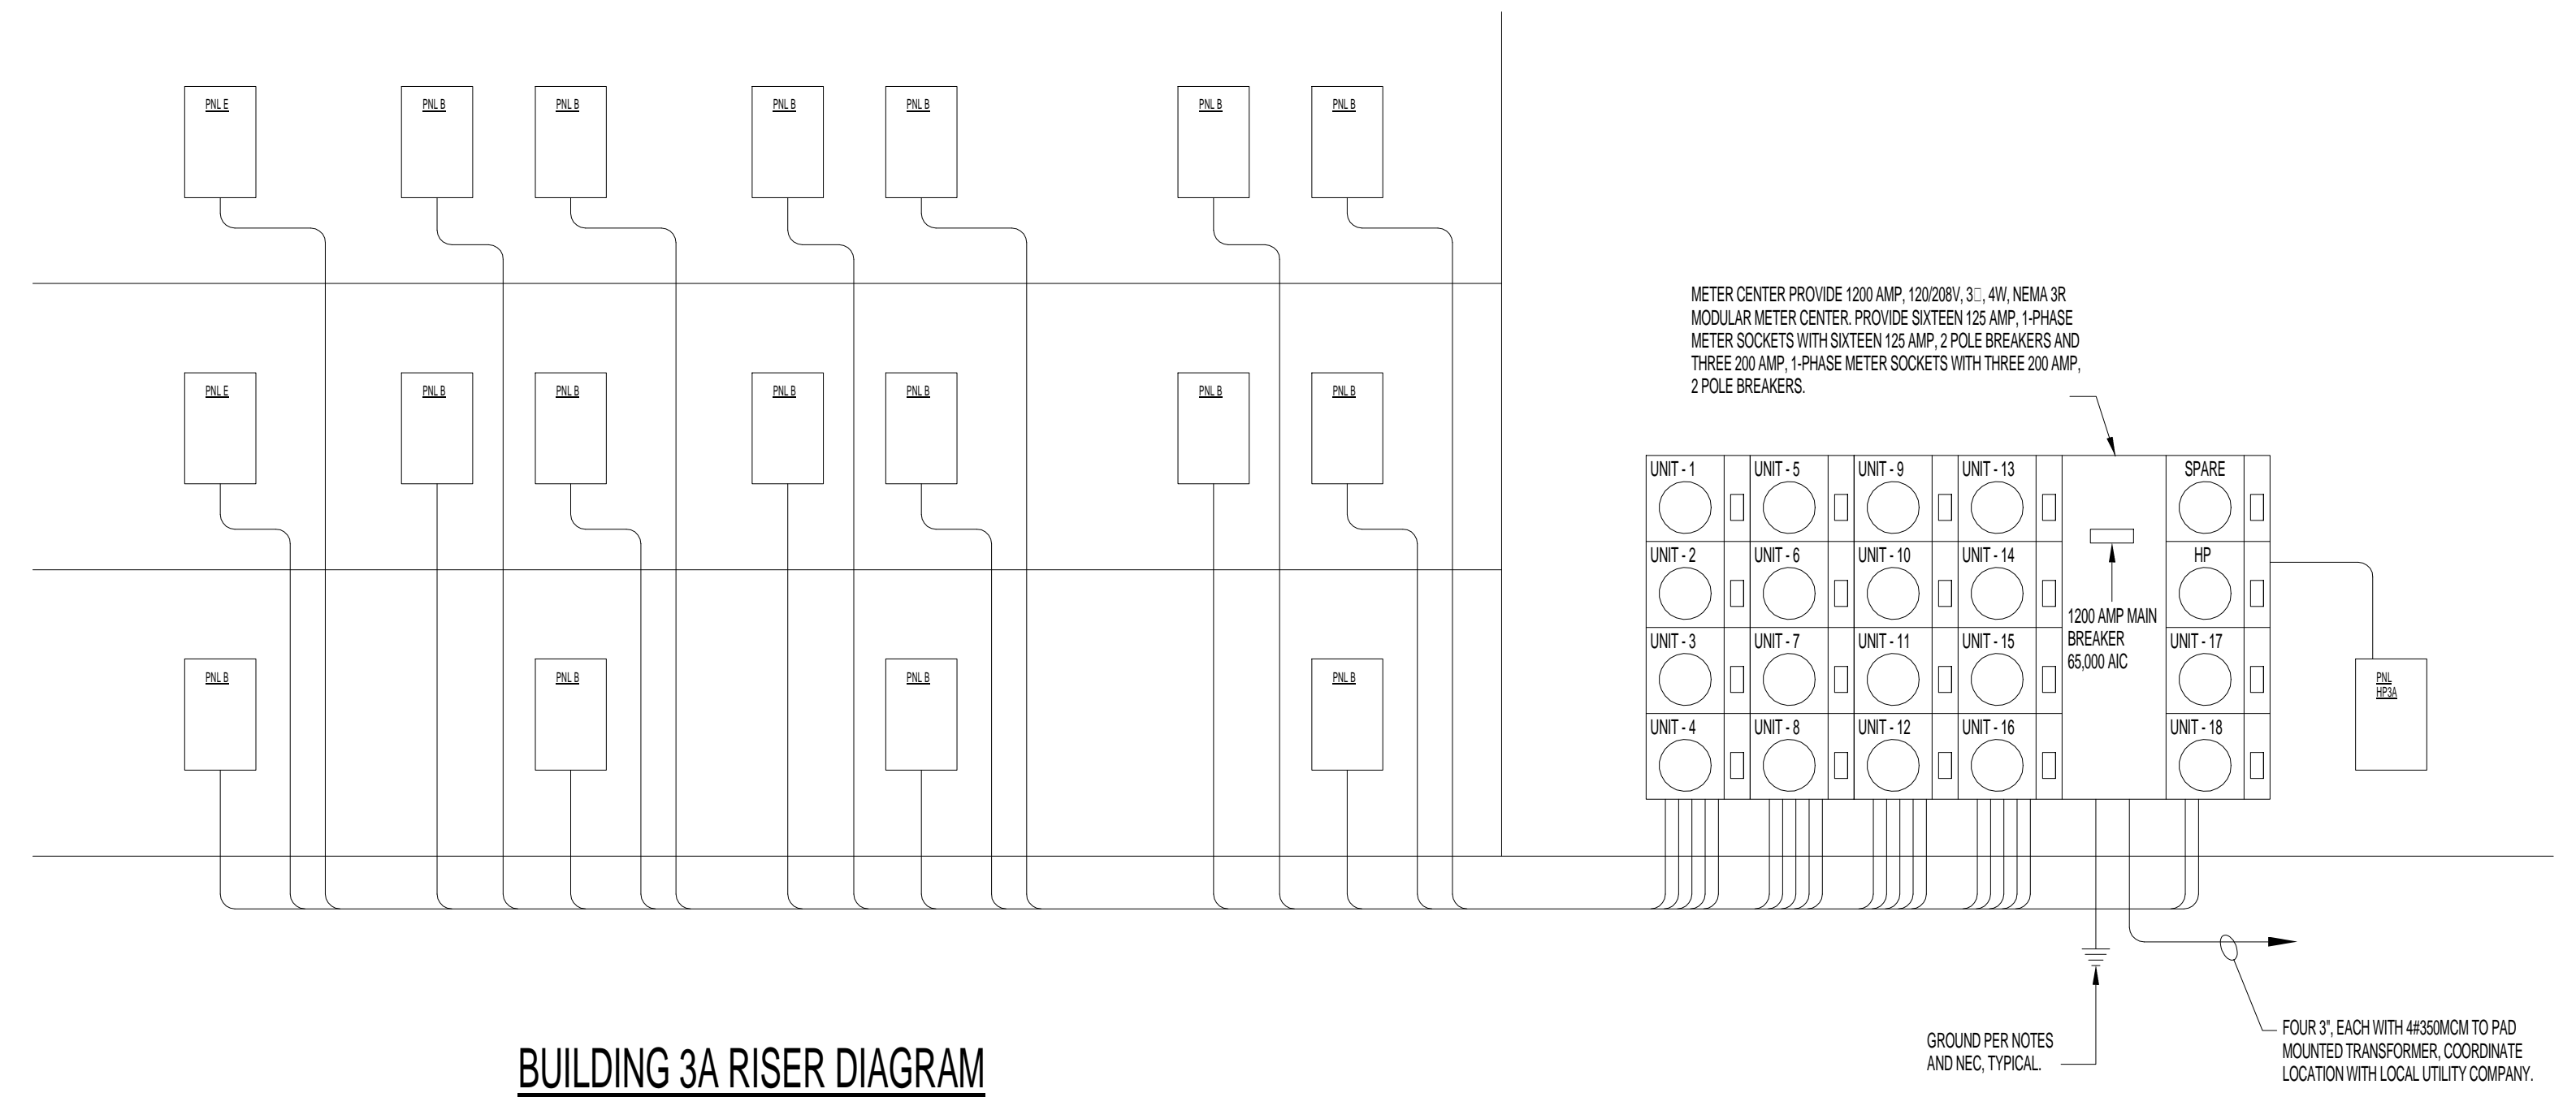 PNL E
PNL B
PNL B
PNL B
PNL B
PNL B
PNL B
METER CENTER PROVIDE 1200 AMP, 120/208V, 3□, 4W, NEMA 3R
MODULAR METER CENTER. PROVIDE SIXTEEN 125 AMP, 1-PHASE
METER SOCKETS WITH SIXTEEN 125 AMP, 2 POLE BREAKERS AND
THREE 200 AMP, 1-PHASE METER SOCKETS WITH THREE 200 AMP,
2 POLE BREAKERS.
PNL E
PNL B
PNL B
PNL B
PNL B
PNL B
PNL B
UNIT - 1
UNIT - 5
UNIT - 9
UNIT - 13
SPARE
UNIT - 2
UNIT - 6
UNIT - 10
UNIT - 14
HP
1200 AMP MAIN
BREAKER
65,000 AIC
UNIT - 3
UNIT - 7
UNIT - 11
UNIT - 15
UNIT - 17
PNL B
PNL B
PNL B
PNL B
PNL
HP3A
UNIT - 4
UNIT - 8
UNIT - 12
UNIT - 16
UNIT - 18
GROUND PER NOTES
AND NEC, TYPICAL.
FOUR 3", EACH WITH 4#350MCM TO PAD
MOUNTED TRANSFORMER, COORDINATE
LOCATION WITH LOCAL UTILITY COMPANY.
BUILDING 3A RISER DIAGRAM